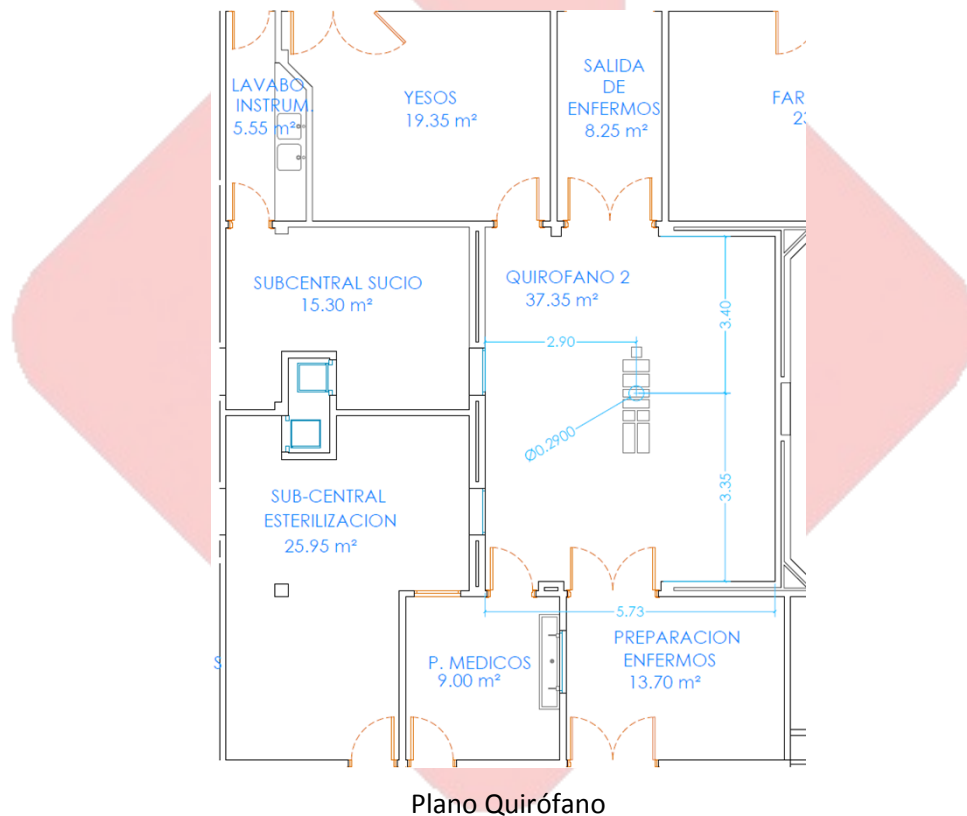 LAVABO
INSTRUM.
5.55 m²
YESOS
19.35 m²
SALIDA
DE
ENFERMOS
8.25 m²
FAR
23
SUBCENTRAL SUCIO
15.30 m²
QUIROFANO 2
37.35 m²
3.40
2.90
Ø0.2900
3.35
SUB-CENTRAL
ESTERILIZACION
25.95 m²
5.73
S
P. MEDICOS
9.00 m²
PREPARACION
ENFERMOS
13.70 m²
Plano Quirófano